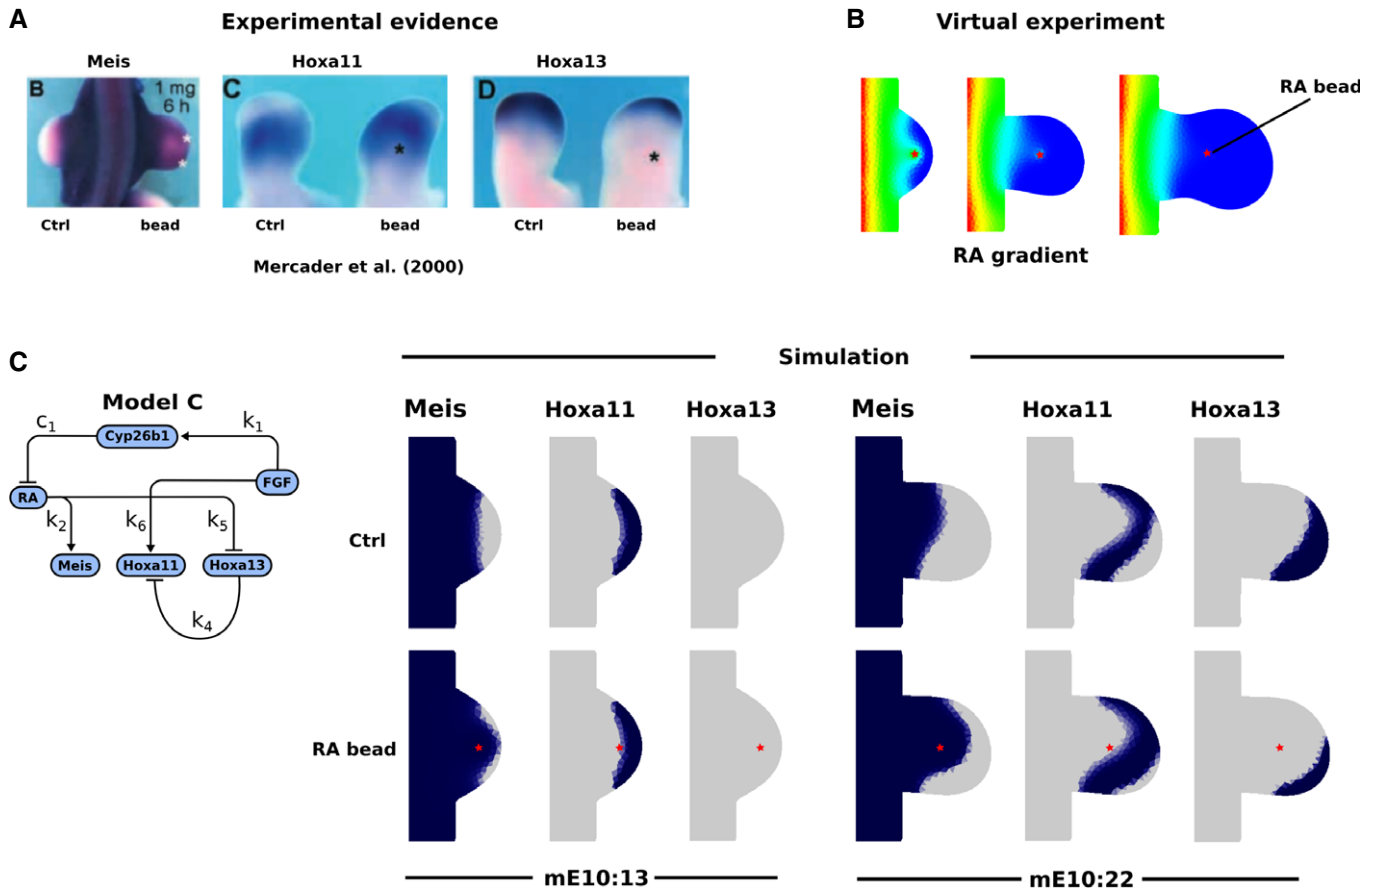 A
Experimental evidence
Meis
Hoxa11
Hoxa13
B
1 mg
6 h
*
*
C
*
D
*
Ctrl
bead
Ctrl
bead
Ctrl
bead
Mercader et al. (2000)
B
Virtual experiment
RA bead
RA gradient
C
Model C
c1
k1
Cyp26b1
FGF
RA
k2
k6
k5
Meis
Hoxa11
Hoxa13
k4
Simulation
Meis
Hoxa11
Hoxa13
Meis
Hoxa11
Hoxa13
Ctrl
RA bead
mE10:13
mE10:22